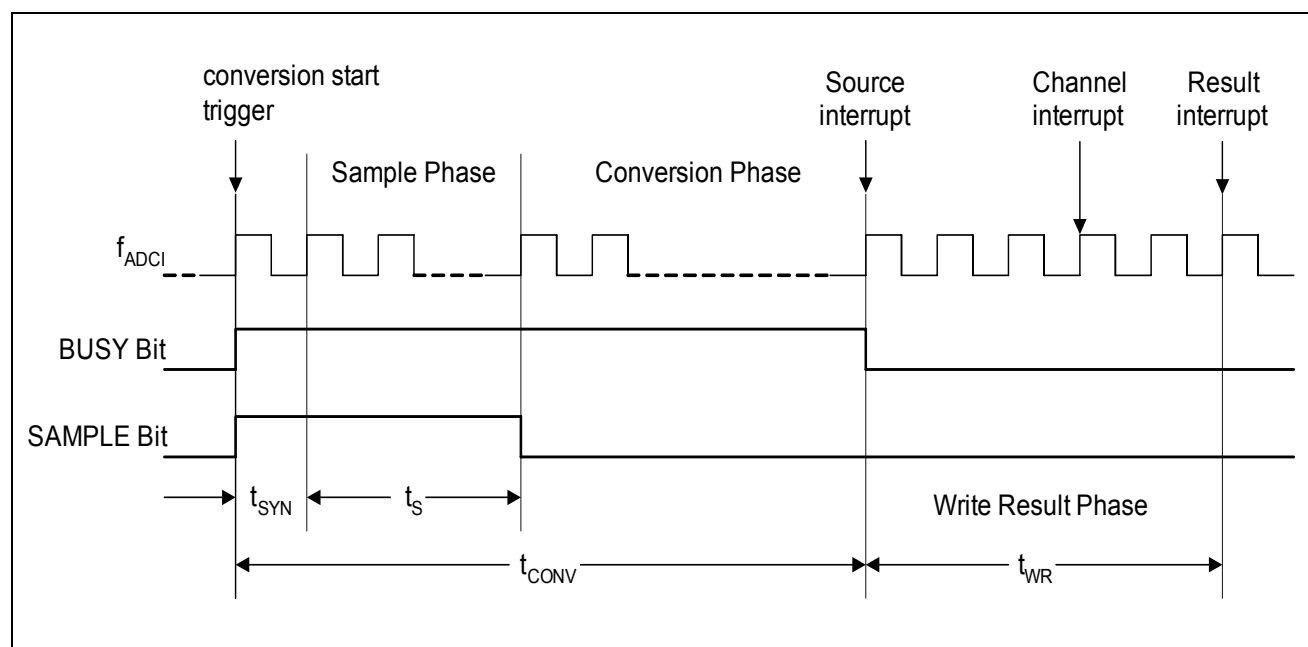 conversion start
trigger
Source
interrupt
Channel
interrupt
Result
interrupt
Sample Phase
Conversion Phase
fADCI
BUSY Bit
SAMPLE Bit
tSYN
tS
Write Result Phase
tCONV
tWR